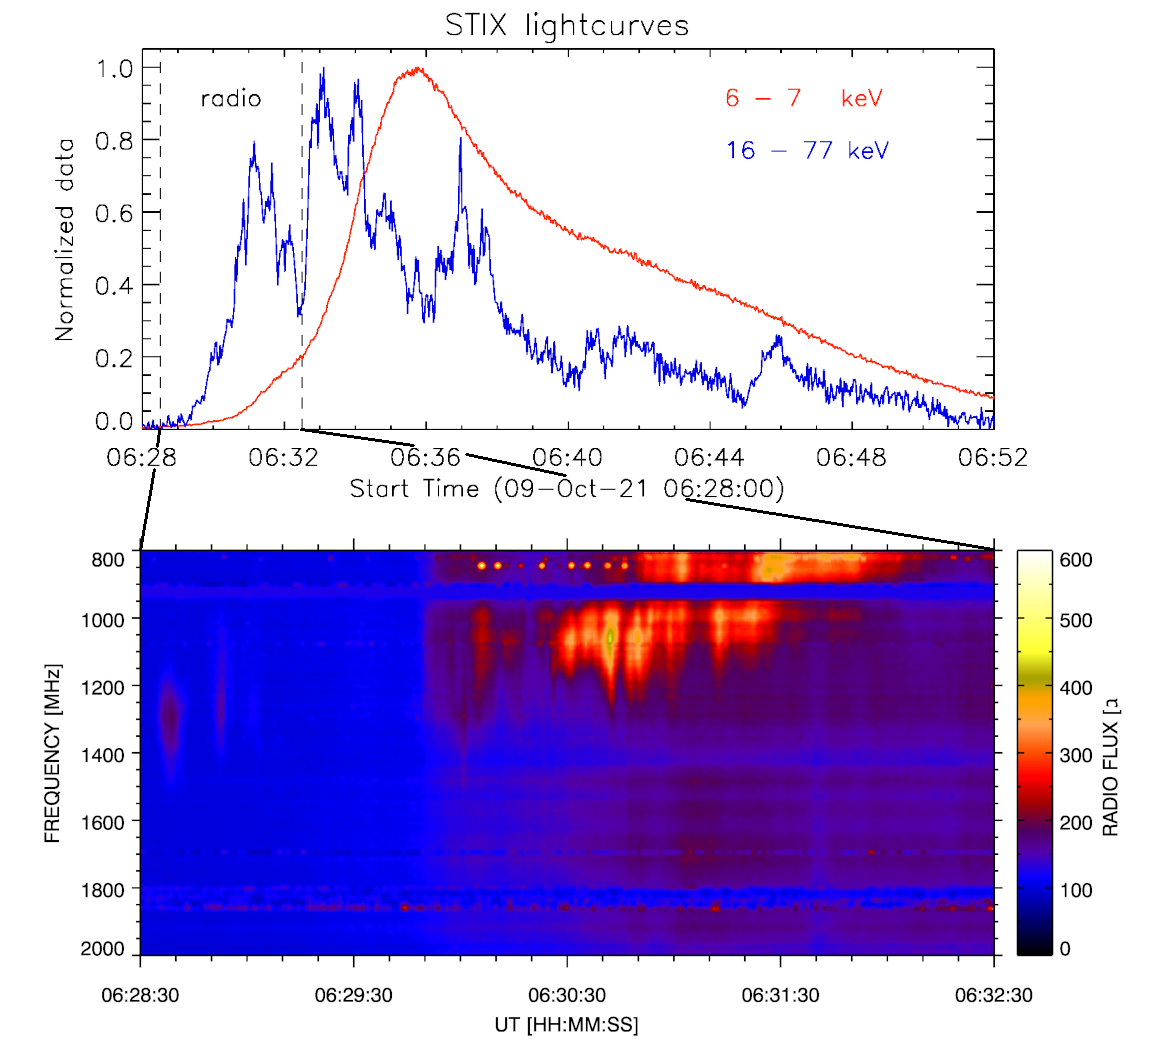 STIX lightcurves
1.0
0.8
0.6
0.4
0.2
0.0
Normalized data
radio
6 – 7 keV
16 – 77 keV
06:28 06:32 06:36 06:40 06:44 06:48 06:52
Start Time (09–Oct–21 06:28:00)
800
1000
1200
1400
1600
1800
2000
FREQUENCY [MHz]
06:28:30 06:29:30 06:30:30 06:31:30 06:32:30
UT [HH:MM:SS]
600
500
400
300
200
100
0
RADIO FLUX [